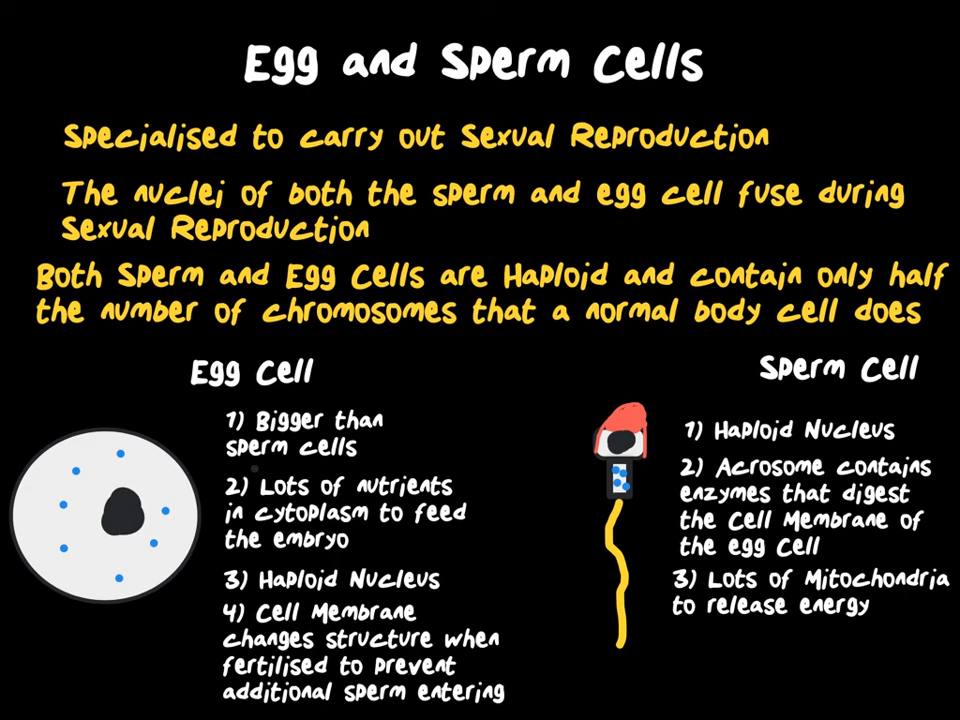 Egg and Sperm Cells
Specialised to carry out Sexual Reproduction
The nuclei of both the sperm and egg cell fuse during
Sexual Reproduction
Both Sperm and Egg Cells are Haploid and contain only half
the number of chromosomes that a normal body cell does
Egg Cell
1) Bigger than
sperm cells
2) Lots of nutrients
in cytoplasm to feed
the embryo
3) Haploid Nucleus
4) Cell Membrane
changes structure when
fertilised to prevent
additional sperm entering
Sperm Cell
1) Haploid Nucleus
2) Acrosome contains
enzymes that digest
the Cell Membrane of
the egg Cell
3) Lots of Mitochondria
to release energy